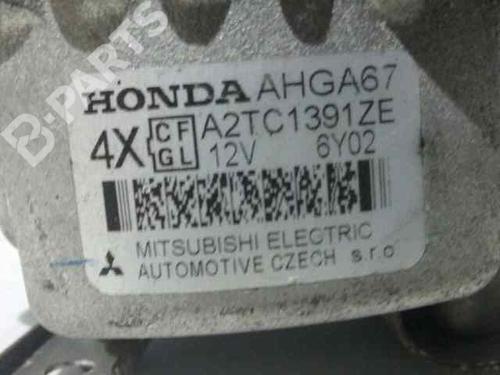 B-PARTS
HONDA AHGA67
4X CF GL A2TC1391ZE
12V 6Y02
MITSUBISHI ELECTRIC
AUTOMOTIVE CZECH s.r.o